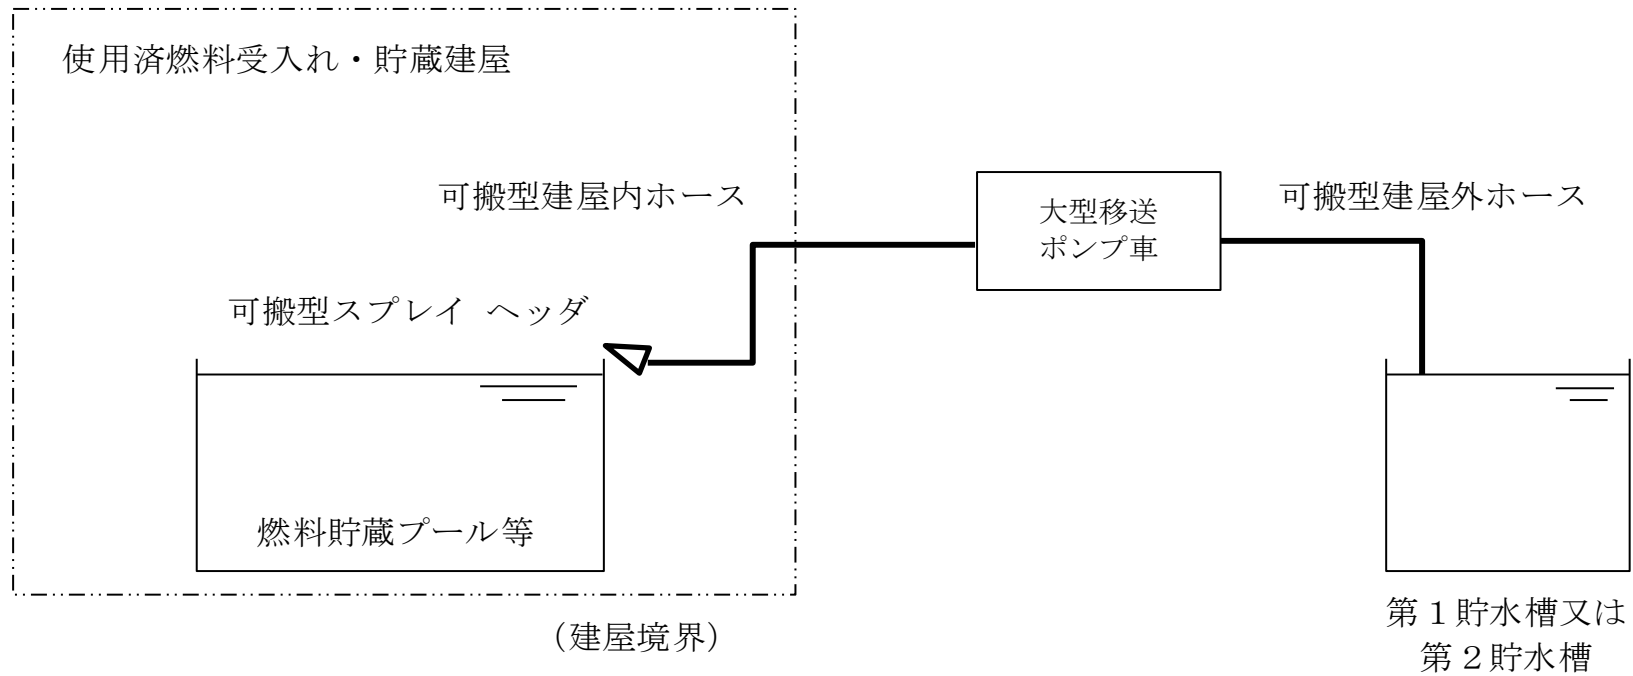 使用済燃料受入れ・貯蔵建屋
可搬型建屋内ホース
大型移送
ポンプ車
可搬型建屋外ホース
可搬型スプレイ ヘッダ
燃料貯蔵プール等
（建屋境界）
第１貯水槽又は
第２貯水槽